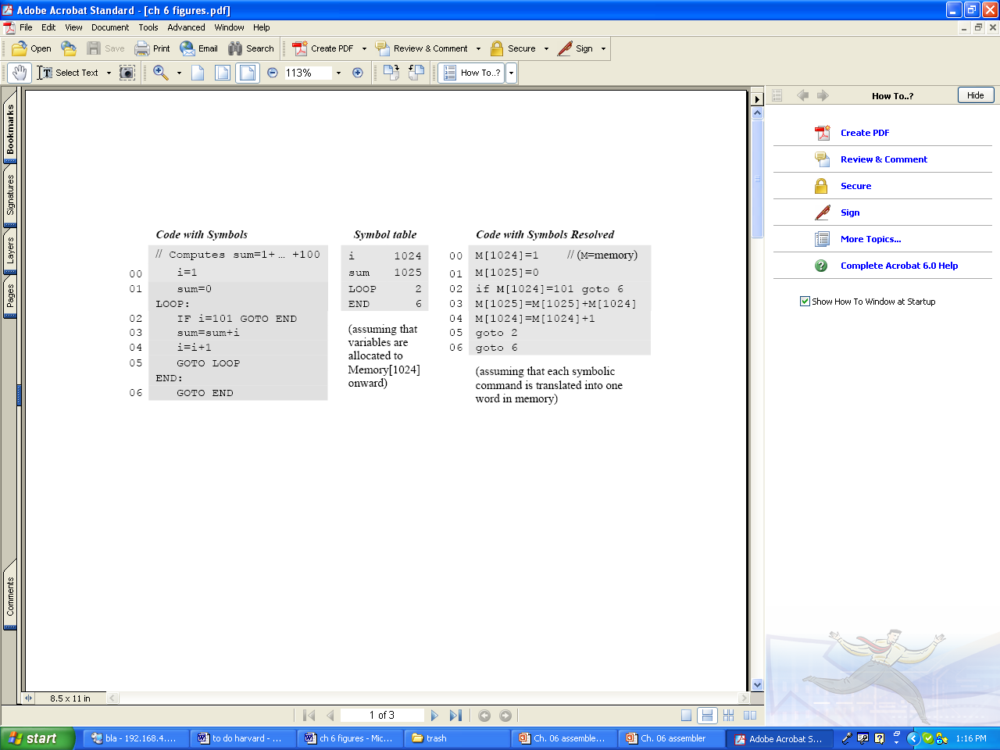 Adobe Acrobat Standard - [ch 6 figures.pdf]
File Edit View Document Tools Advanced Window Help
Open Save Print Email Search Create PDF Review & Comment Secure Sign
Select Text 113% How To..?
How To..? Hide
Create PDF
Review & Comment
Secure
Sign
More Topics...
Complete Acrobat 6.0 Help
Show How To Window at Startup
Bookmarks
Signatures
Layers
Pages
Comments
Code with Symbols
// Computes sum=1+ ... +100
00 i=1
01 sum=0
LOOP:
02 IF i=101 GOTO END
03 sum=sum+i
04 i=i+1
05 GOTO LOOP
END:
06 GOTO END
Symbol table
i 1024
sum 1025
LOOP 2
END 6
(assuming that
variables are
allocated to
Memory[1024]
onward)
Code with Symbols Resolved
00 M[1024]=1 // (M=memory)
01 M[1025]=0
02 if M[1024]=101 goto 6
03 M[1025]=M[1025]+M[1024]
04 M[1024]=M[1024]+1
05 goto 2
06 goto 6
(assuming that each symbolic
command is translated into one
word in memory)
8.5 x 11 in
1 of 3
start bla - 192.168.4.... to do harvard - ... ch 6 figures - Mic... trash Ch. 06 assemble... Ch. 06 assembler Adobe Acrobat S... 1:16 PM